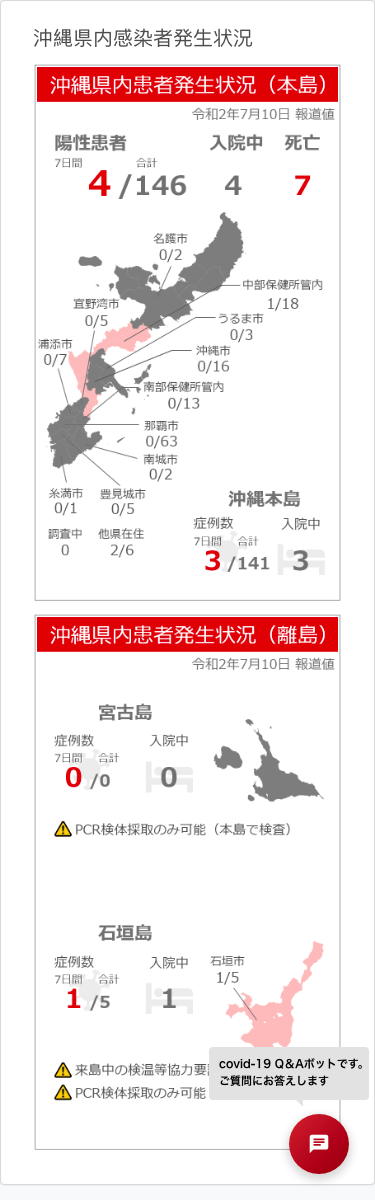 沖縄県内感染者発生状況
沖縄県内患者発生状況（本島）
令和2年7月10日 報道値
陽性患者 入院中 死亡
7日間 合計
4/146 4 7
名護市
0/2
中部保健所管内
1/18
宜野湾市
0/5
うるま市
0/3
浦添市
0/7
沖縄市
0/16
南部保健所管内
0/13
那覇市
0/63
南城市
0/2
糸満市
0/1
豊見城市
0/5
調査中
0
他県在住
2/6
沖縄本島
症例数 入院中
7日間 合計
3/141 3
沖縄県内患者発生状況（離島）
令和2年7月10日 報道値
宮古島
症例数 入院中
7日間 合計
0/0 0
PCR検体採取のみ可能（本島で検査）
石垣島
症例数 入院中
7日間 合計
1/5 1
石垣市
1/5
来島中の検温等協力要
PCR検体採取のみ可能
covid-19 Q&Aボットです。
ご質問にお答えします